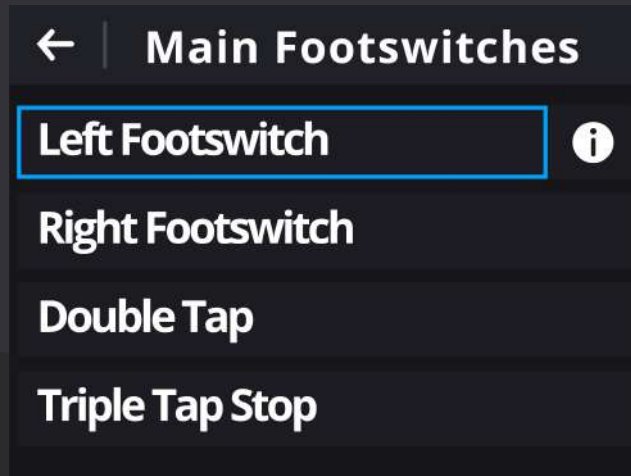 Main Footswitches
Left Footswitch
Right Footswitch
Double Tap
Triple Tap Stop